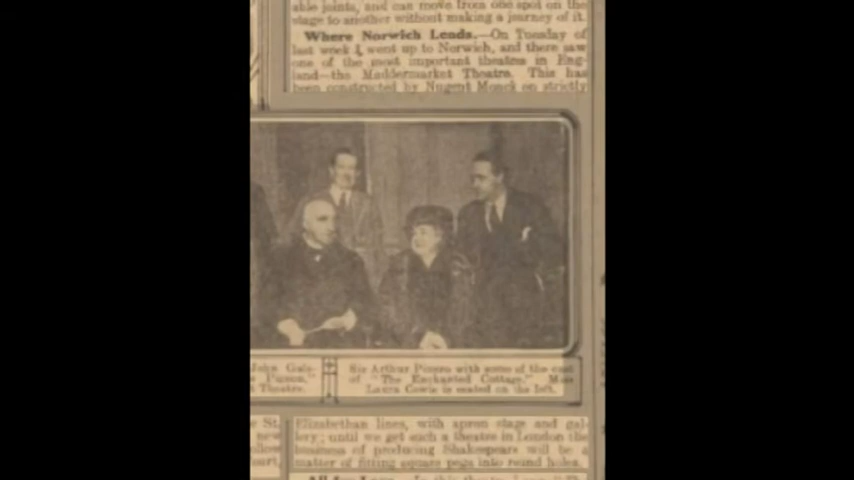 able joints, and can move from one spot on the
stage to another without making a journey of it.
Where Norwich Leads.—On Tuesday of
last week I went up to Norwich, and there saw
one of the most important theatres in Eng-
land—the Maddermarket Theatre. This has
been constructed by Nugent Monck on strictly
John Gals-
Theatre.
Sir Arthur Pinero with some of the cast
of "The Enchanted Cottage." Miss
Laura Cowie is seated on the left.
e St.
new
Elizabethan lines, with apron stage and gal-
lery; until we get such a theatre in London the
business of producing Shakespeare will be a
matter of fitting square pegs into round holes.